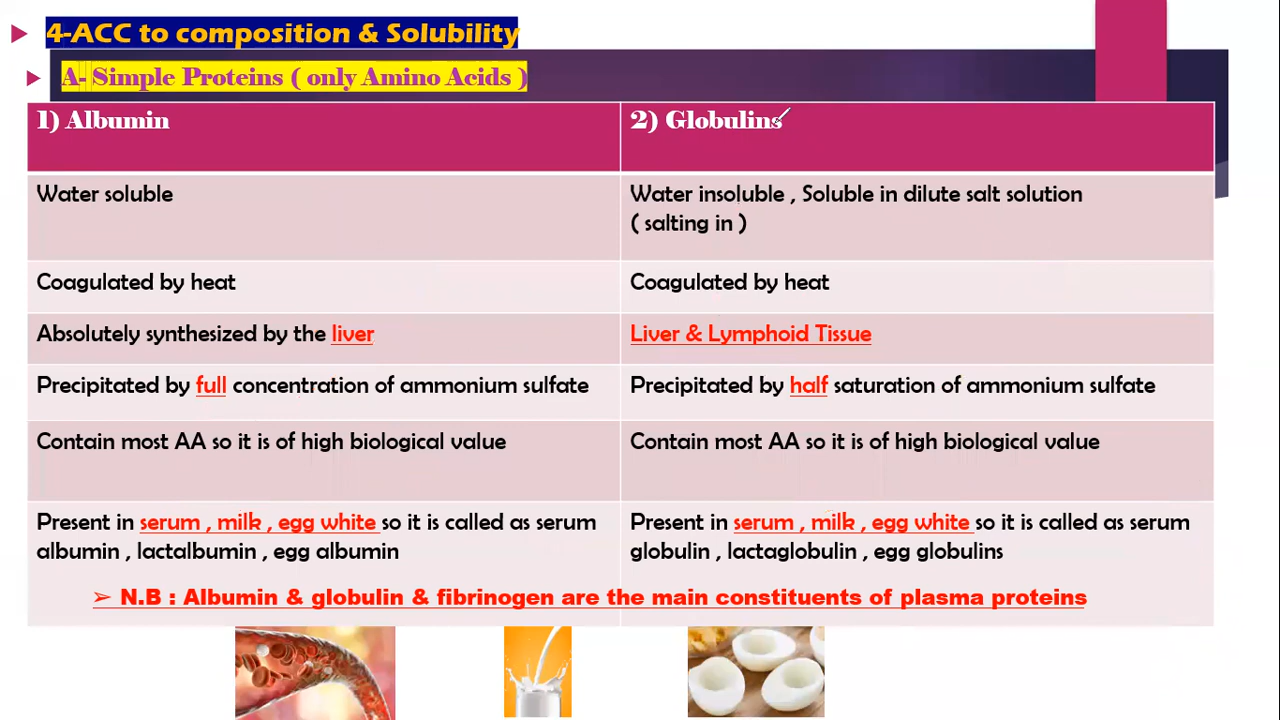 4-ACC to composition & Solubility
A- Simple Proteins ( only Amino Acids )
1) Albumin
2) Globulins
Water soluble
Water insoluble , Soluble in dilute salt solution
( salting in )
Coagulated by heat
Coagulated by heat
Absolutely synthesized by the liver
Liver & Lymphoid Tissue
Precipitated by full concentration of ammonium sulfate
Precipitated by half saturation of ammonium sulfate
Contain most AA so it is of high biological value
Contain most AA so it is of high biological value
Present in serum , milk , egg white so it is called as serum
albumin , lactalbumin , egg albumin
Present in serum , milk , egg white so it is called as serum
globulin , lactaglobulin , egg globulins
➢ N.B : Albumin & globulin & fibrinogen are the main constituents of plasma proteins